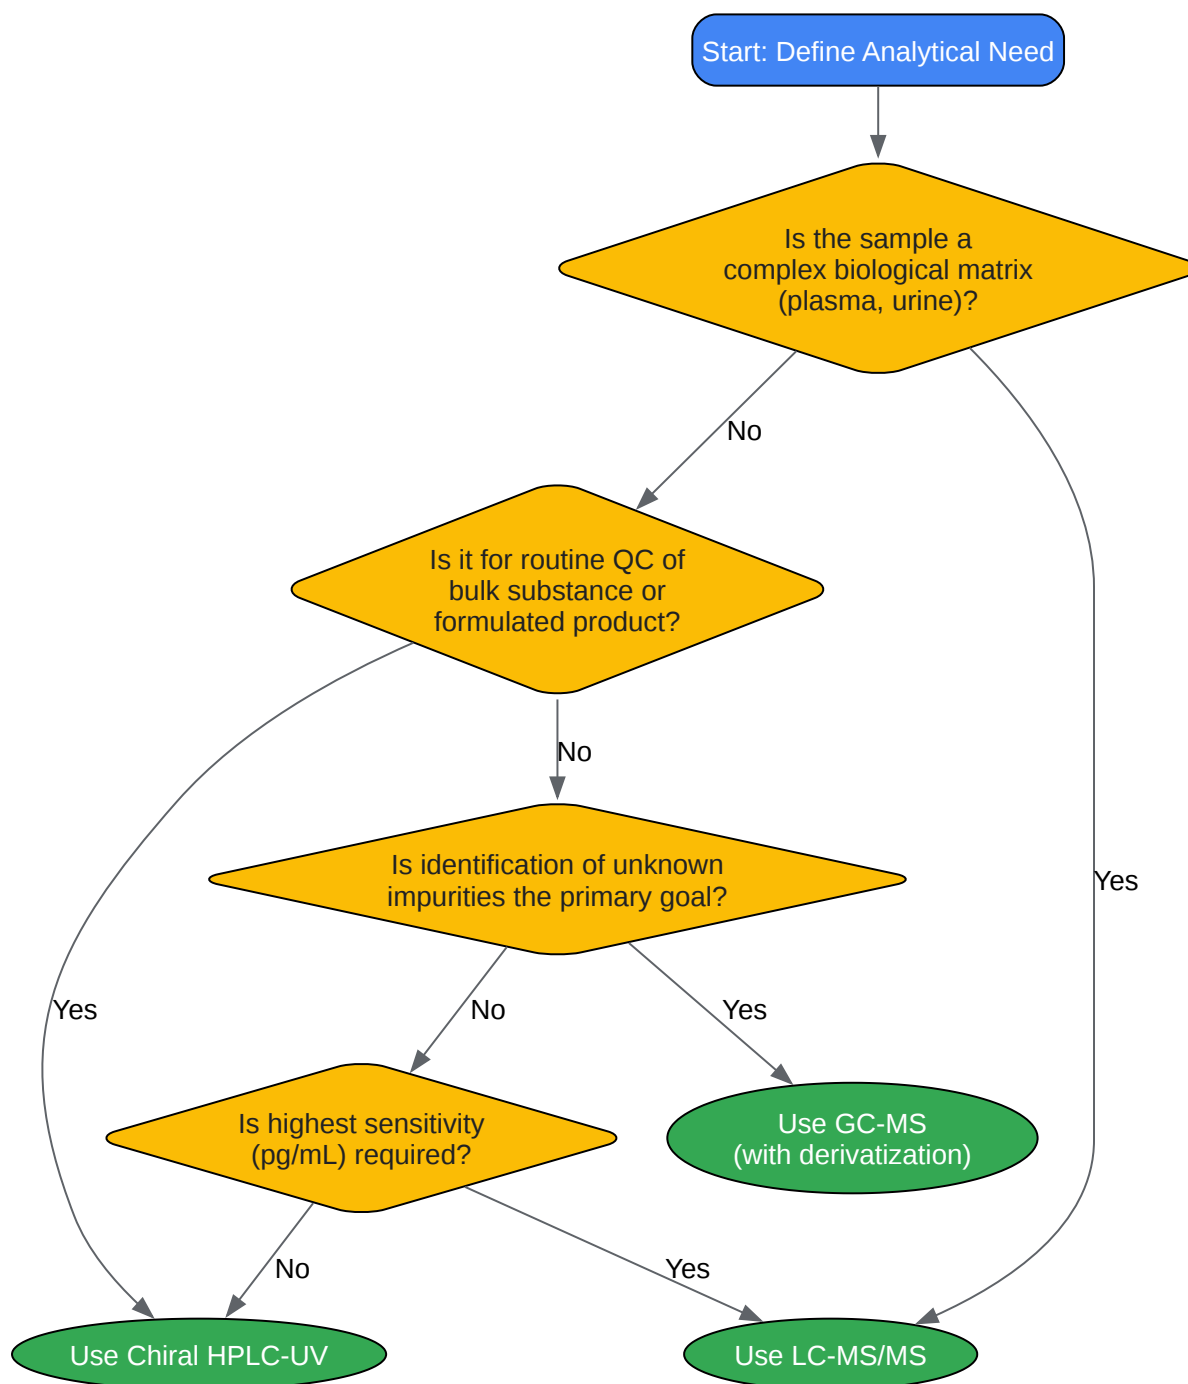 Start: Define Analytical Need
Is the sample a
complex biological matrix
(plasma, urine)?
No
Is it for routine QC of
bulk substance or
formulated product?
No
Is identification of unknown
impurities the primary goal?
Yes
Yes
No
Yes
Is highest sensitivity
(pg/mL) required?
Use GC-MS
(with derivatization)
No
Yes
Use Chiral HPLC-UV
Use LC-MS/MS